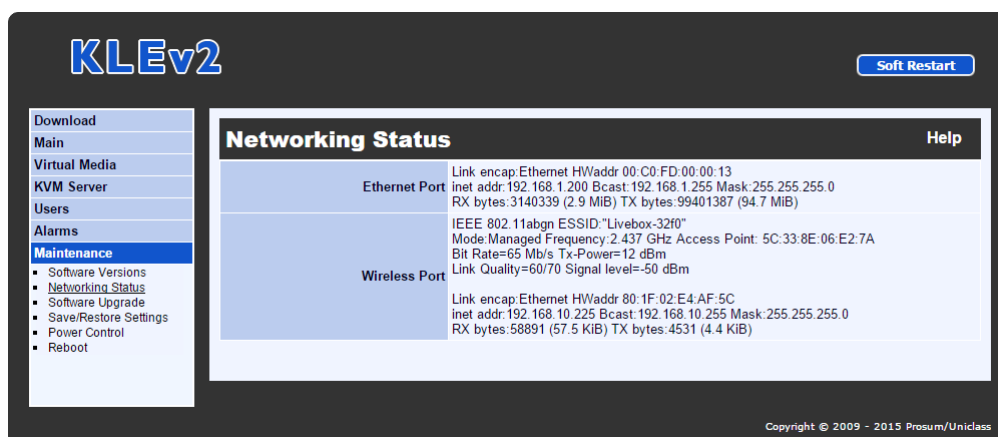 KLEv2
Soft Restart
Download
Main
Virtual Media
KVM Server
Users
Alarms
Maintenance
Software Versions
Networking Status
Software Upgrade
Save/Restore Settings
Power Control
Reboot
Networking Status
Help
Ethernet Port
Link encap:Ethernet HWaddr 00:C0:FD:00:00:13
inet addr:192.168.1.200 Bcast:192.168.1.255 Mask:255.255.255.0
RX bytes:3140339 (2.9 MiB) TX bytes:99401387 (94.7 MiB)
Wireless Port
IEEE 802.11abgn ESSID:"Livebox-32f0"
Mode:Managed Frequency:2.437 GHz Access Point: 5C:33:8E:06:E2:7A
Bit Rate=65 Mb/s Tx-Power=12 dBm
Link Quality=60/70 Signal level=-50 dBm
Link encap:Ethernet HWaddr 80:1F:02:E4:AF:5C
inet addr:192.168.10.225 Bcast:192.168.10.255 Mask:255.255.255.0
RX bytes:58891 (57.5 KiB) TX bytes:4531 (4.4 KiB)
Copyright © 2009 - 2015 Prosum/Uniclass